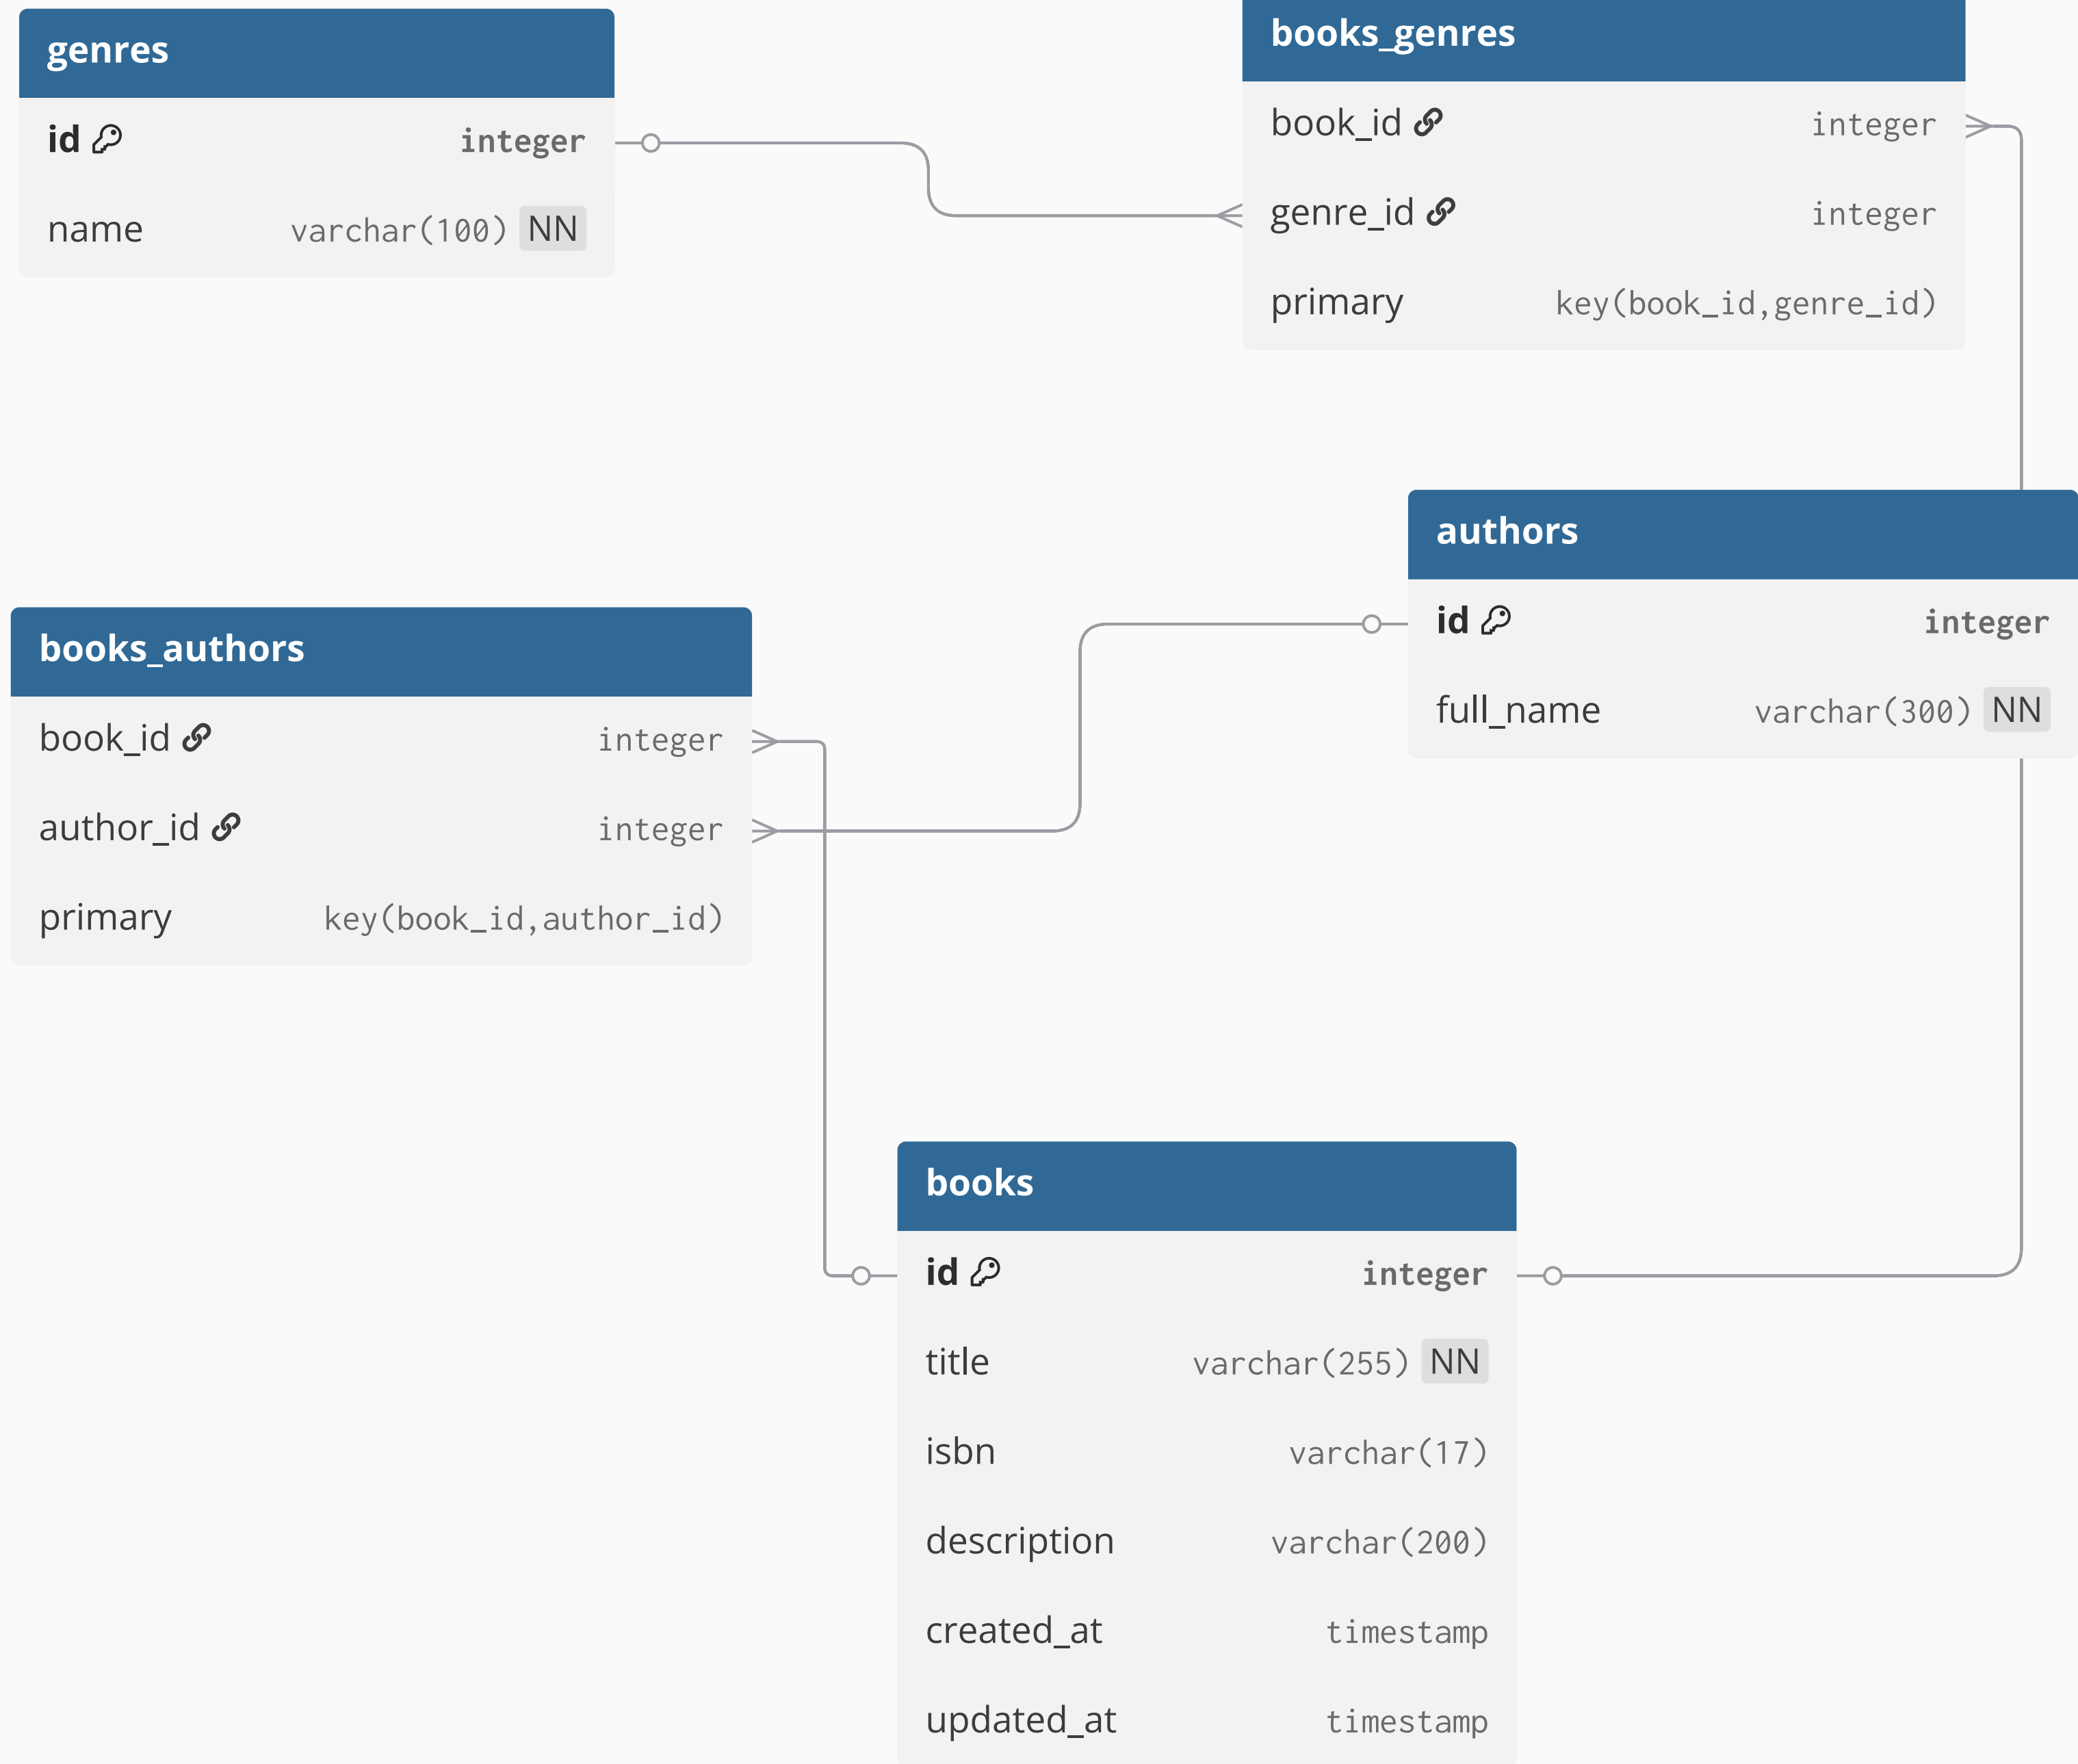 genres
id integer
name varchar(100) NN
books_genres
book_id integer
genre_id integer
primary key(book_id,genre_id)
authors
id integer
full_name varchar(300) NN
books_authors
book_id integer
author_id integer
primary key(book_id,author_id)
books
id integer
title varchar(255) NN
isbn varchar(17)
description varchar(200)
created_at timestamp
updated_at timestamp